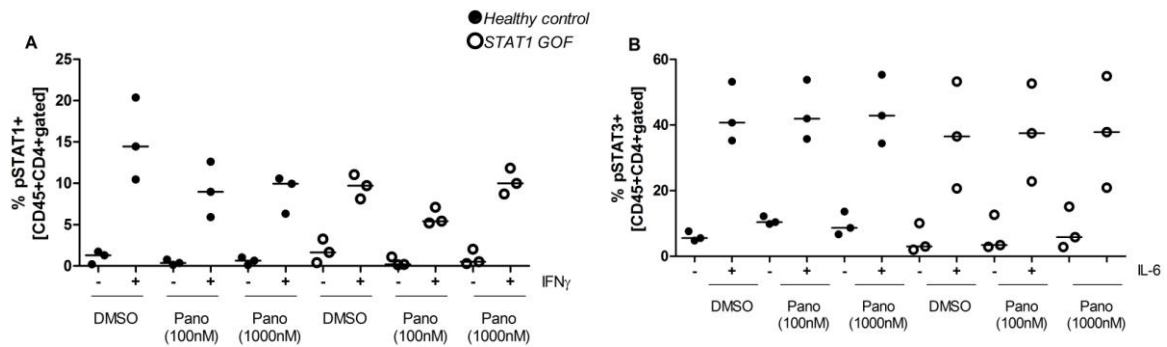 Healthy control
STAT1 GOF
A
25
20
15
10
5
0
% pSTAT1+
[CD45+CD4+gated]
- + - + - + - + - + - + IFNγ
DMSO Pano (100nM) Pano (1000nM) DMSO Pano (100nM) Pano (1000nM)
B
60
40
20
0
% pSTAT3+
[CD45+CD4+gated]
- + - + - + - + - + - + IL-6
DMSO Pano (100nM) Pano (1000nM) DMSO Pano (100nM) Pano (1000nM)